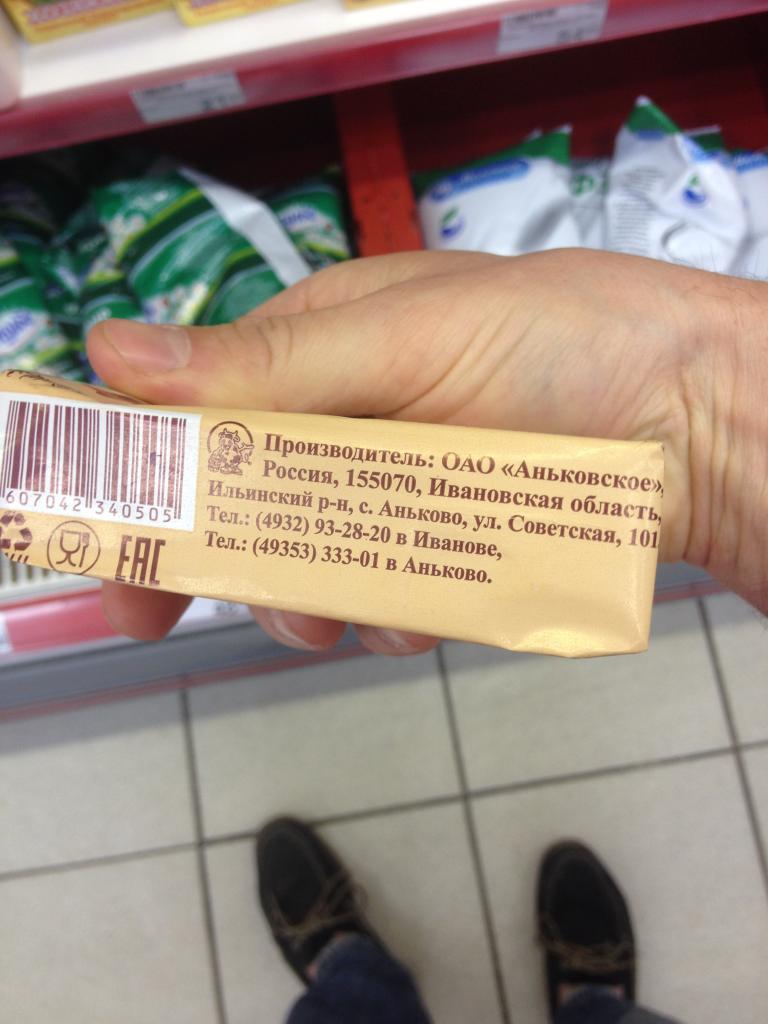 Производитель: ОАО «Аньковское»,
Россия, 155070, Ивановская область,
Ильинский р-н, с. Аньково, ул. Советская, 101
Тел.: (4932) 93-28-20 в Иванове,
Тел.: (49353) 333-01 в Аньково.
607042 340505
EAC